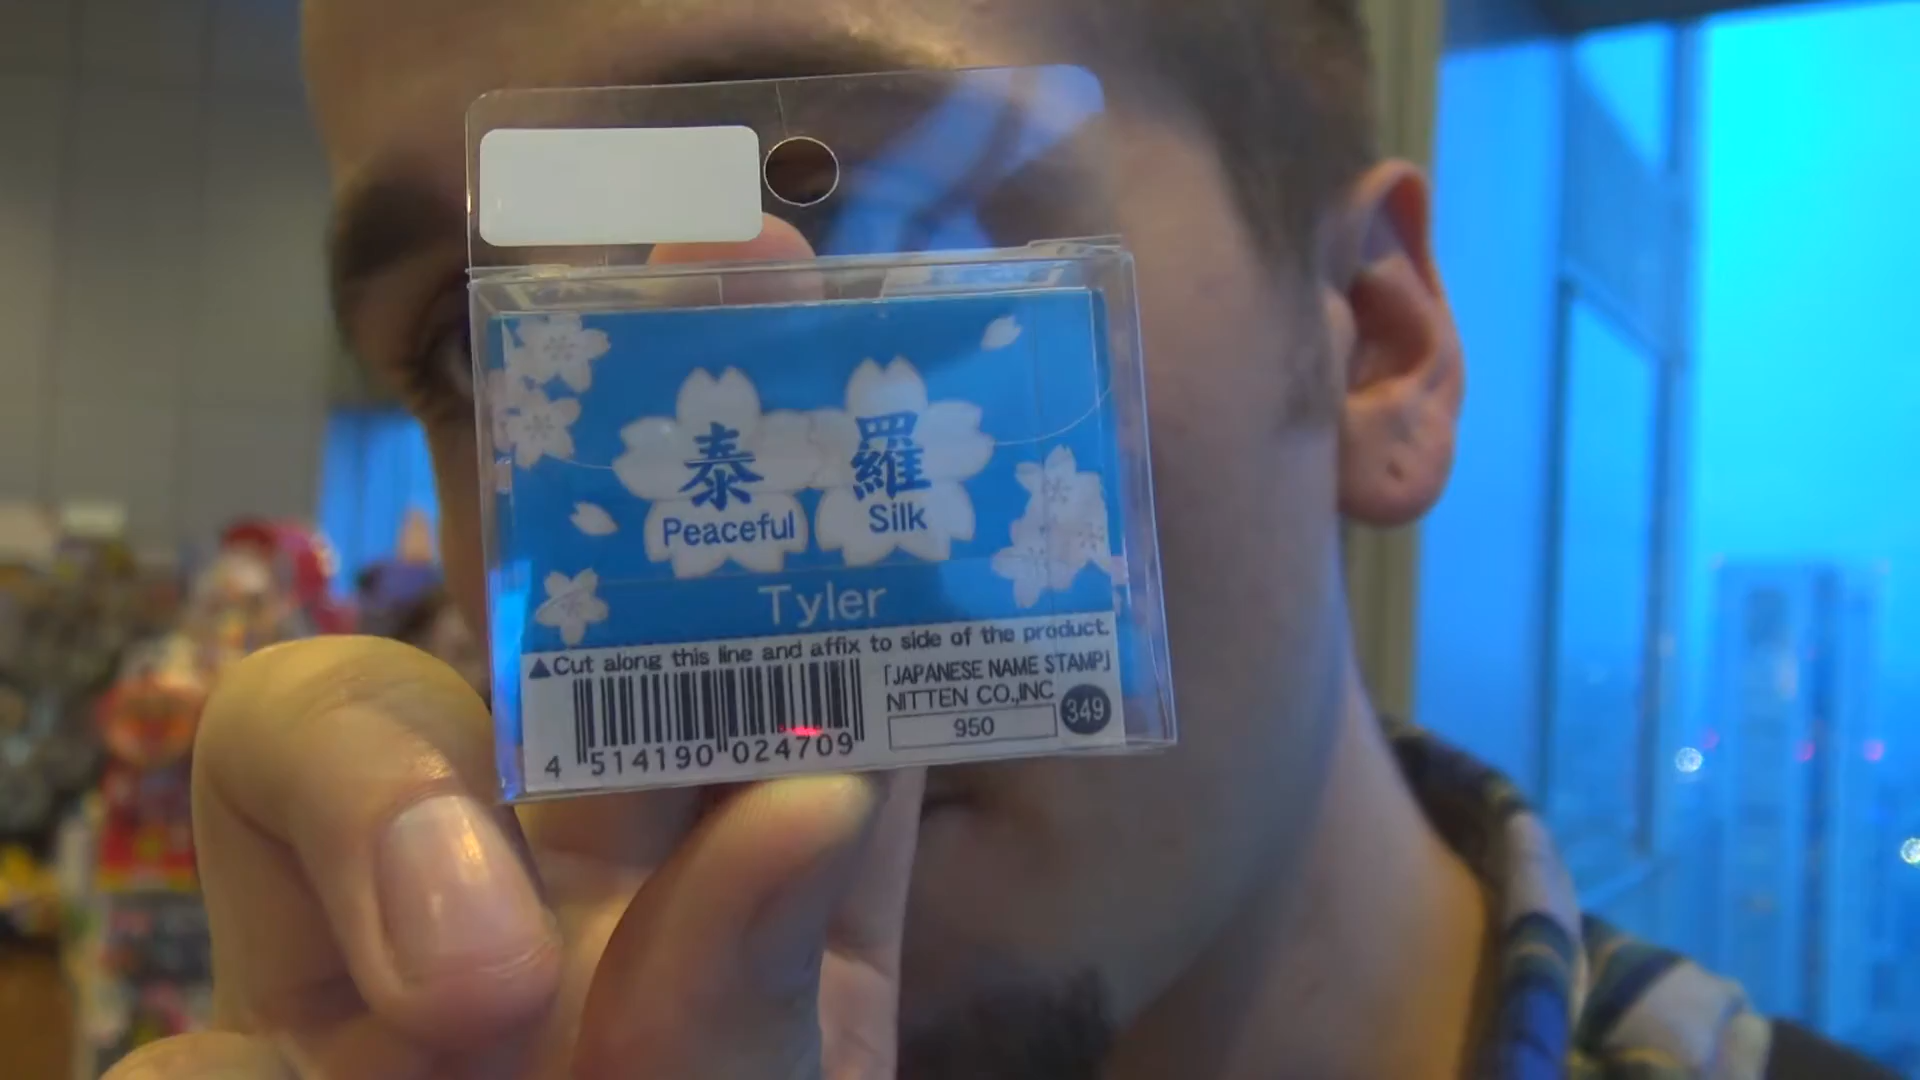 泰 羅
Peaceful Silk
Tyler
▲Cut along this line and affix to side of the product.
「JAPANESE NAME STAMP」
NITTEN CO.,INC
950 349
4 514190 024709